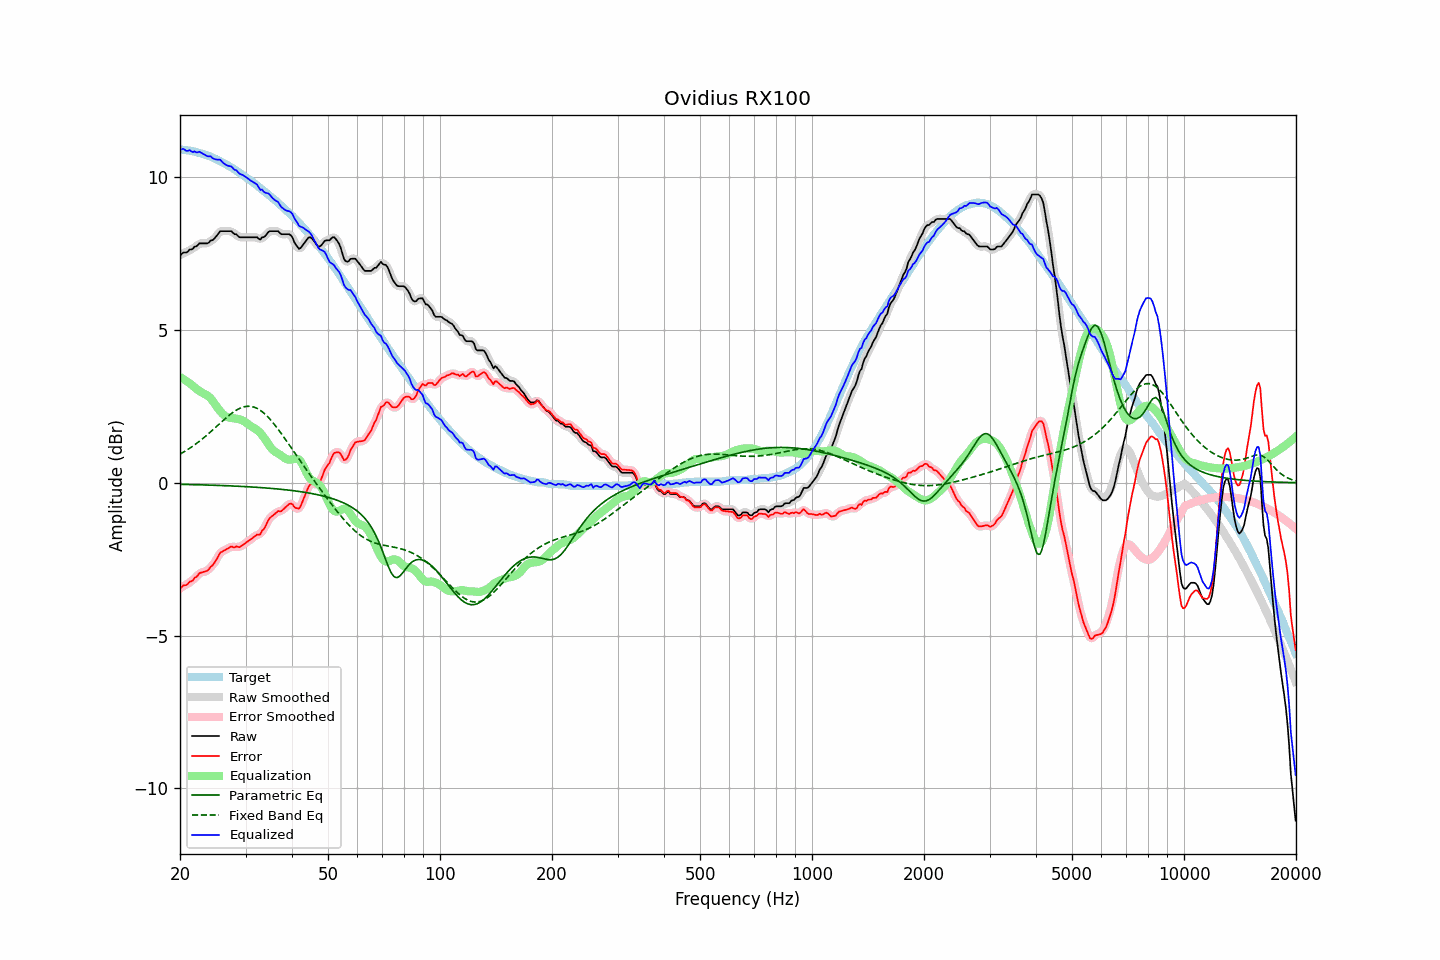 Ovidius RX100
Amplitude (dBr)
10
5
0
−5
−10
Target
Raw Smoothed
Error Smoothed
Raw
Error
Equalization
Parametric Eq
Fixed Band Eq
Equalized
20 50 100 200 500 1000 2000 5000 10000 20000
Frequency (Hz)